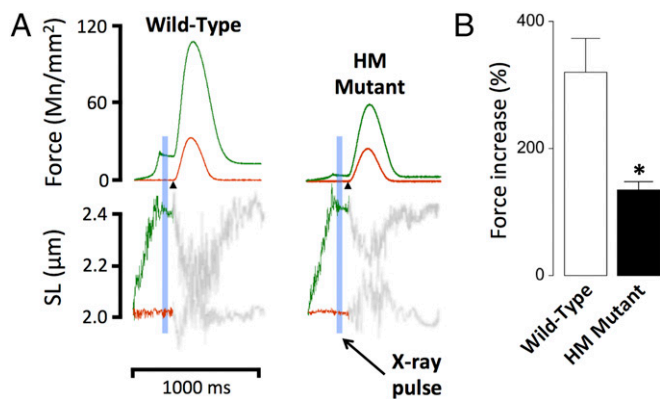 A
Wild-Type
HM
Mutant
Force (Mn/mm²)
120
60
0
SL (µm)
2.4
2.2
2.0
1000 ms
X-ray
pulse
B
Force increase (%)
400
200
0
*
Wild-Type
HM Mutant